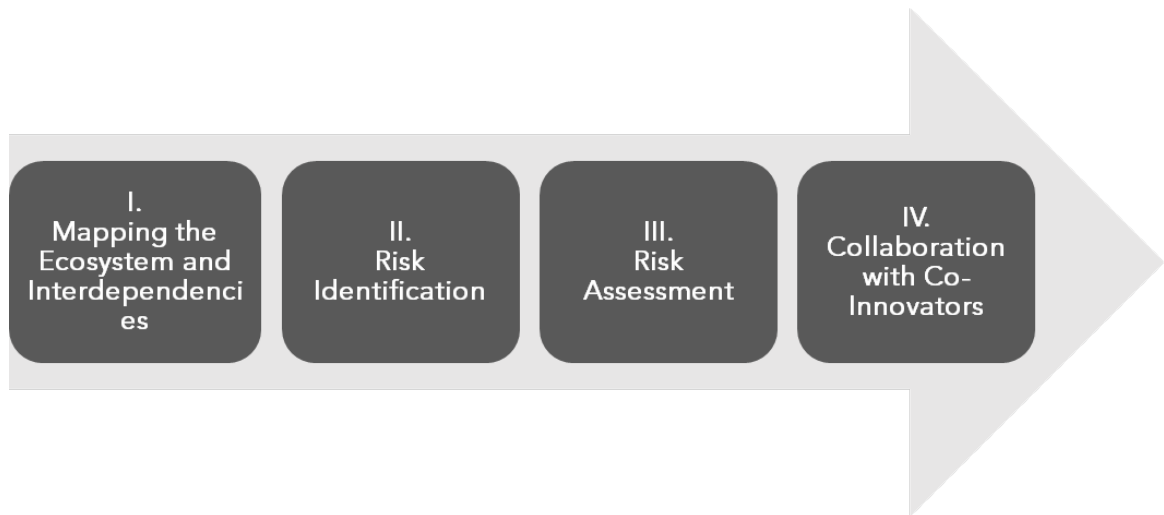 I.
Mapping the
Ecosystem and
Interdependenci
es
II.
Risk
Identification
III.
Risk
Assessment
IV.
Collaboration
with Co-
Innovators